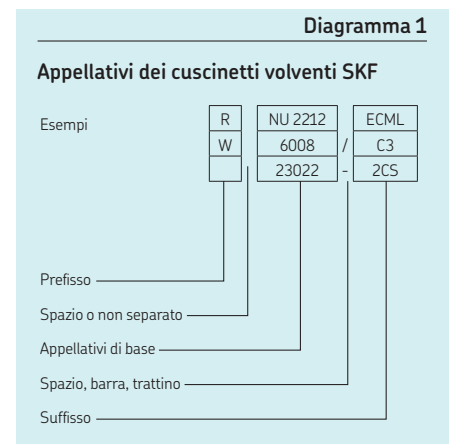 Diagramma 1
Appellativi dei cuscinetti volventi SKF
Esempi R NU 2212 ECML
W 6008 / C3
23022 - 2CS
Prefisso
Spazio o non separato
Appellativi di base
Spazio, barra, trattino
Suffisso